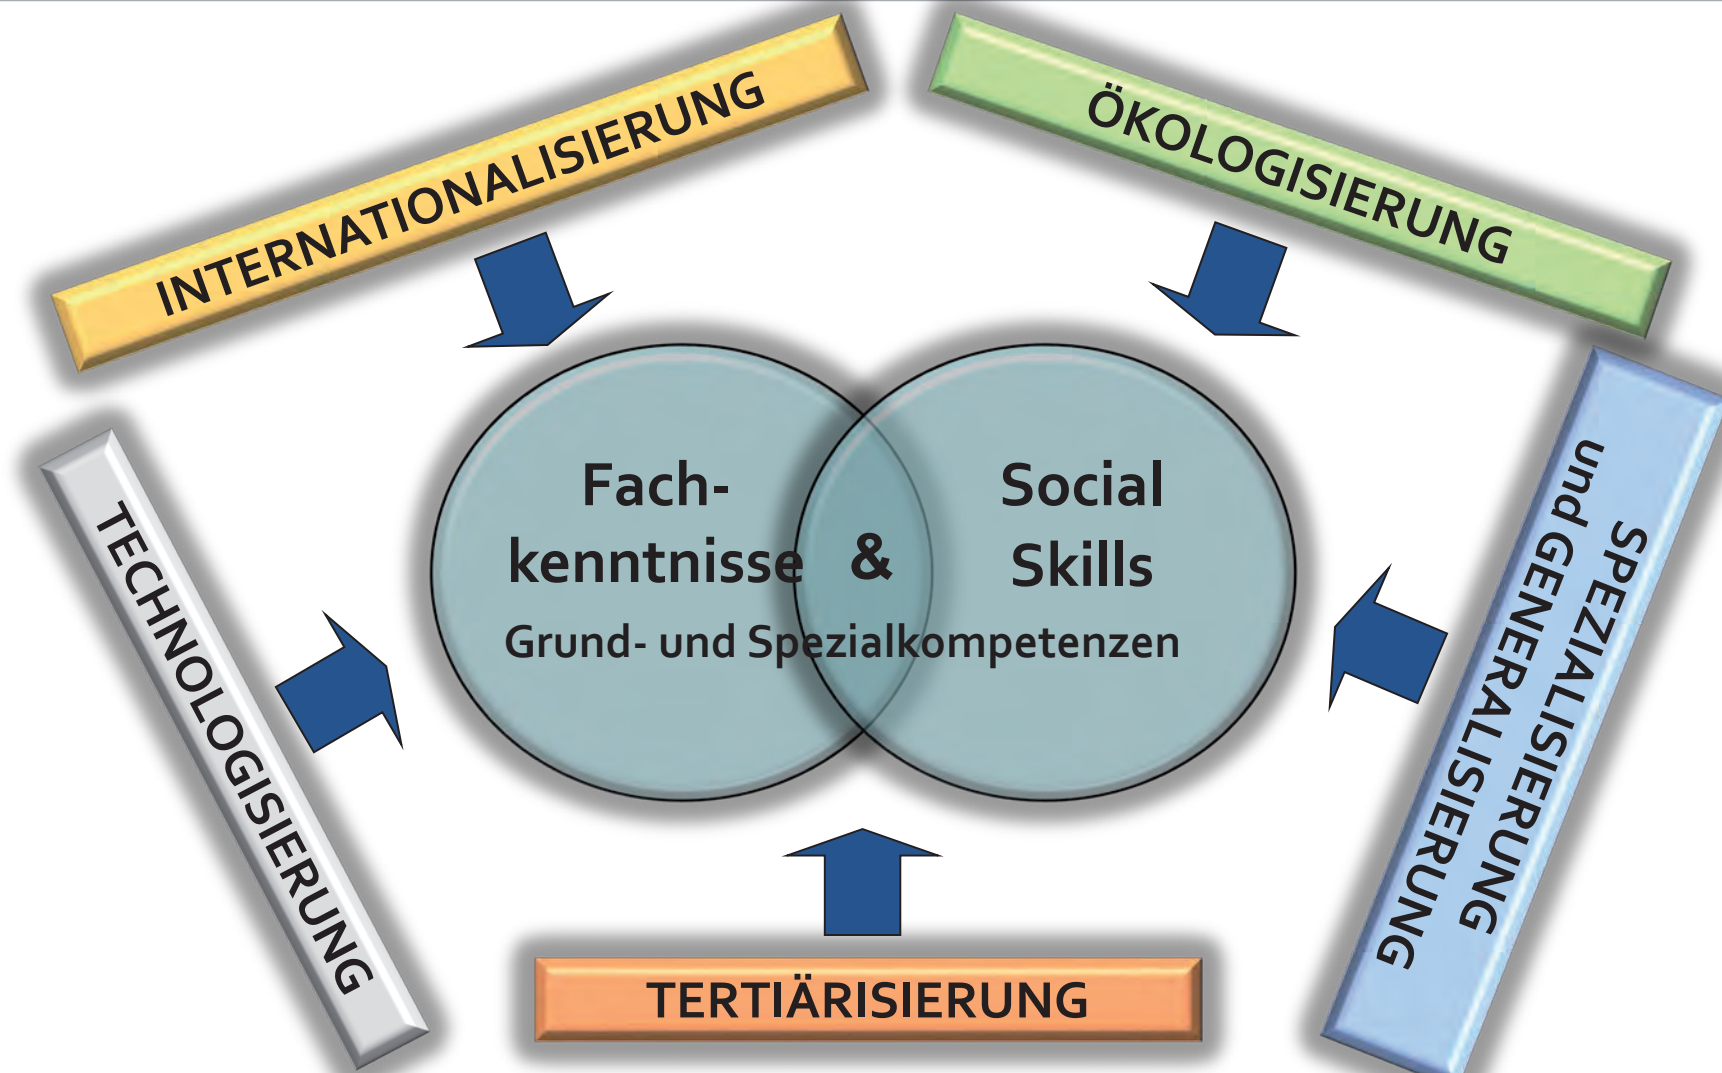 INTERNATIONALISIERUNG
ÖKOLOGISIERUNG
TECHNOLOGISIERUNG
Fach-
kenntnisse
&
Social
Skills
Grund- und Spezialkompetenzen
SPEZIALISIERUNG
und GENERALISIERUNG
TERTIÄRISIERUNG